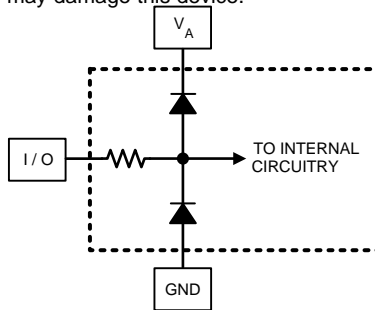 may damage this device.
VA
I / O
TO INTERNAL
CIRCUITRY
GND